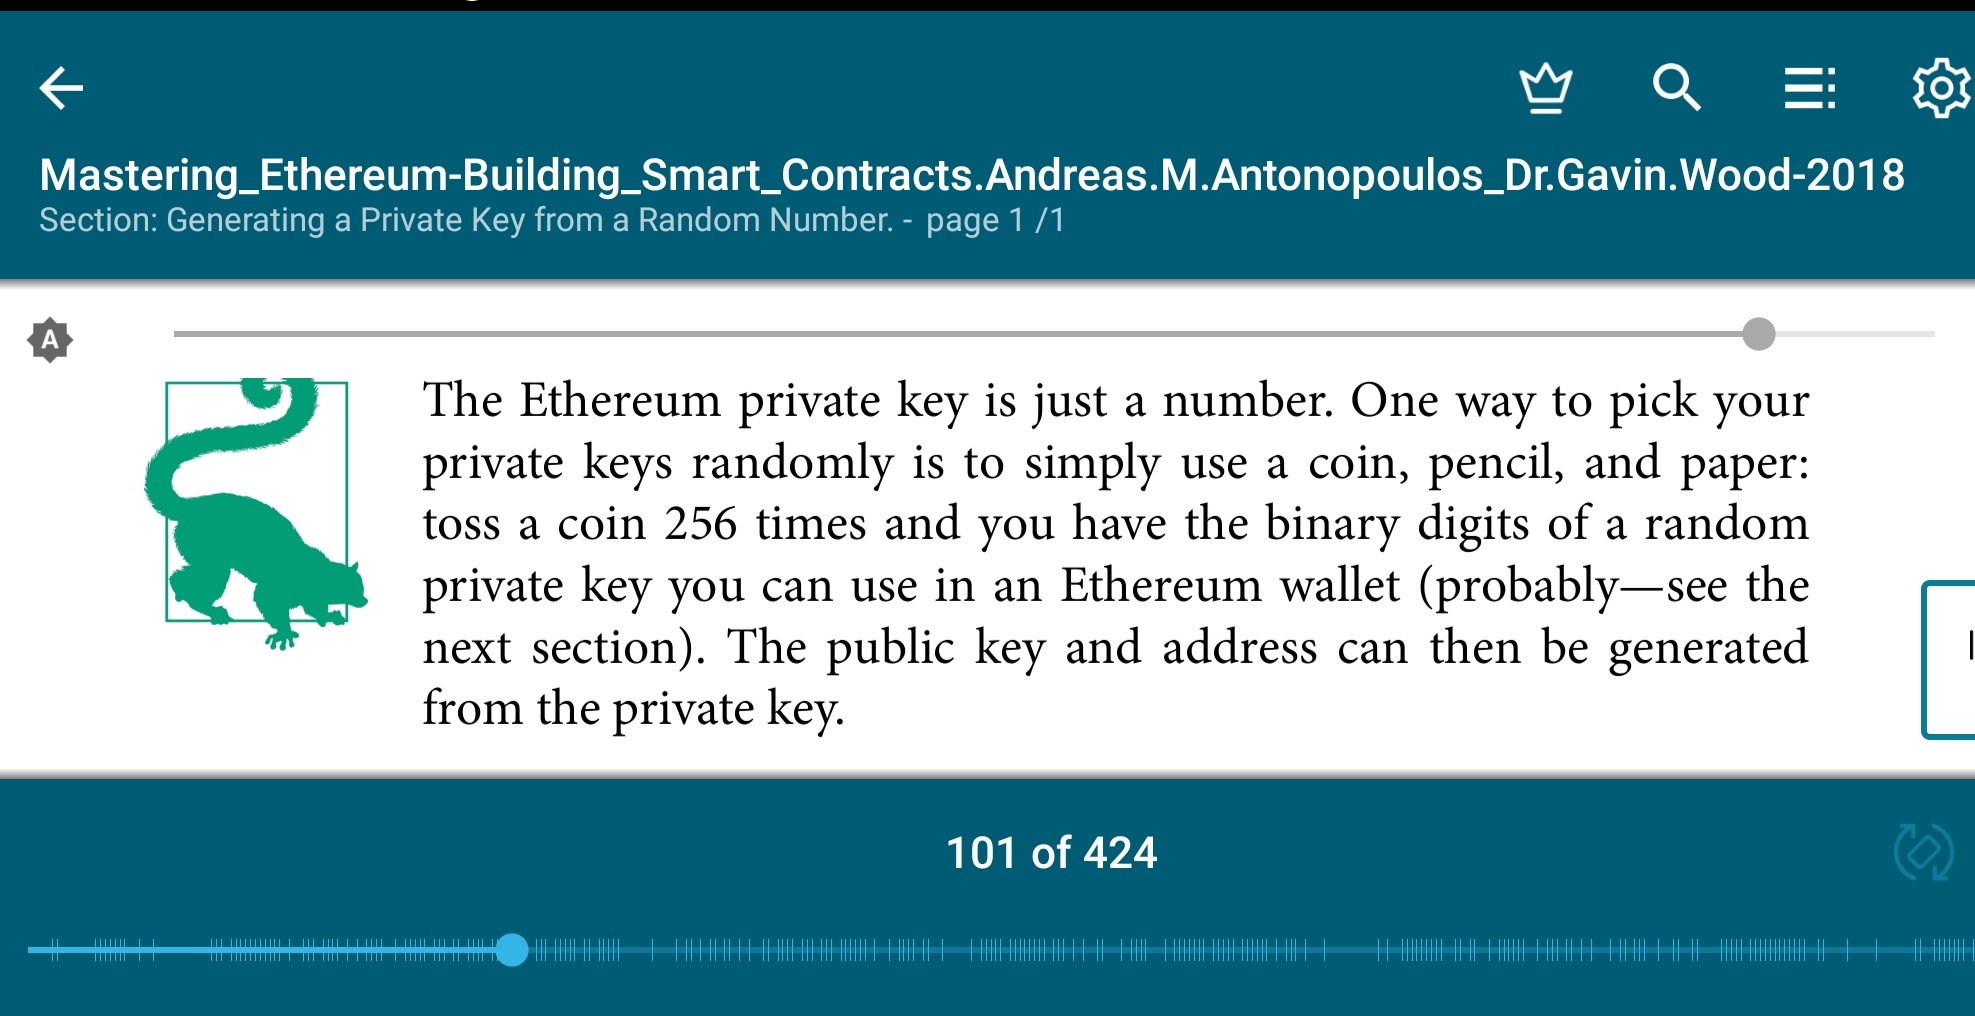 Mastering_Ethereum-Building_Smart_Contracts.Andreas.M.Antonopoulos_Dr.Gavin.Wood-2018
Section: Generating a Private Key from a Random Number. - page 1 /1
A
The Ethereum private key is just a number. One way to pick your
private keys randomly is to simply use a coin, pencil, and paper:
toss a coin 256 times and you have the binary digits of a random
private key you can use in an Ethereum wallet (probably—see the
next section). The public key and address can then be generated
from the private key.
101 of 424